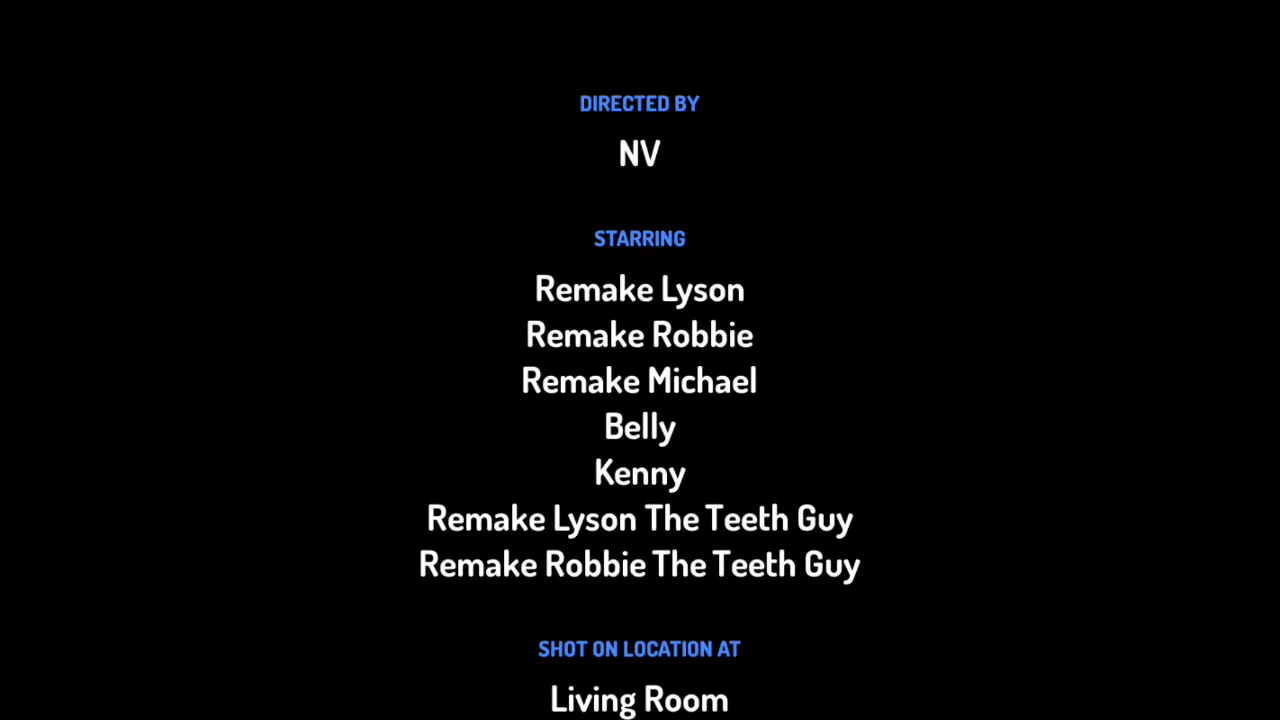 DIRECTED BY
NV
STARRING
Remake Lyson
Remake Robbie
Remake Michael
Belly
Kenny
Remake Lyson The Teeth Guy
Remake Robbie The Teeth Guy
SHOT ON LOCATION AT
Living Room